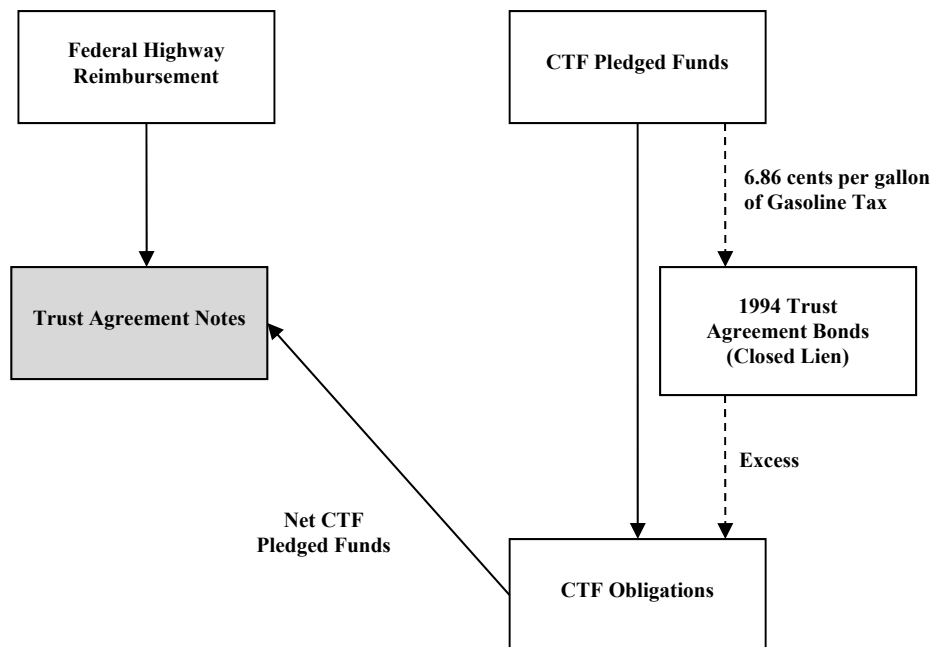 Federal Highway
Reimbursement
CTF Pledged Funds
6.86 cents per gallon
of Gasoline Tax
Trust Agreement Notes
1994 Trust
Agreement Bonds
(Closed Lien)
Excess
Net CTF
Pledged Funds
CTF Obligations